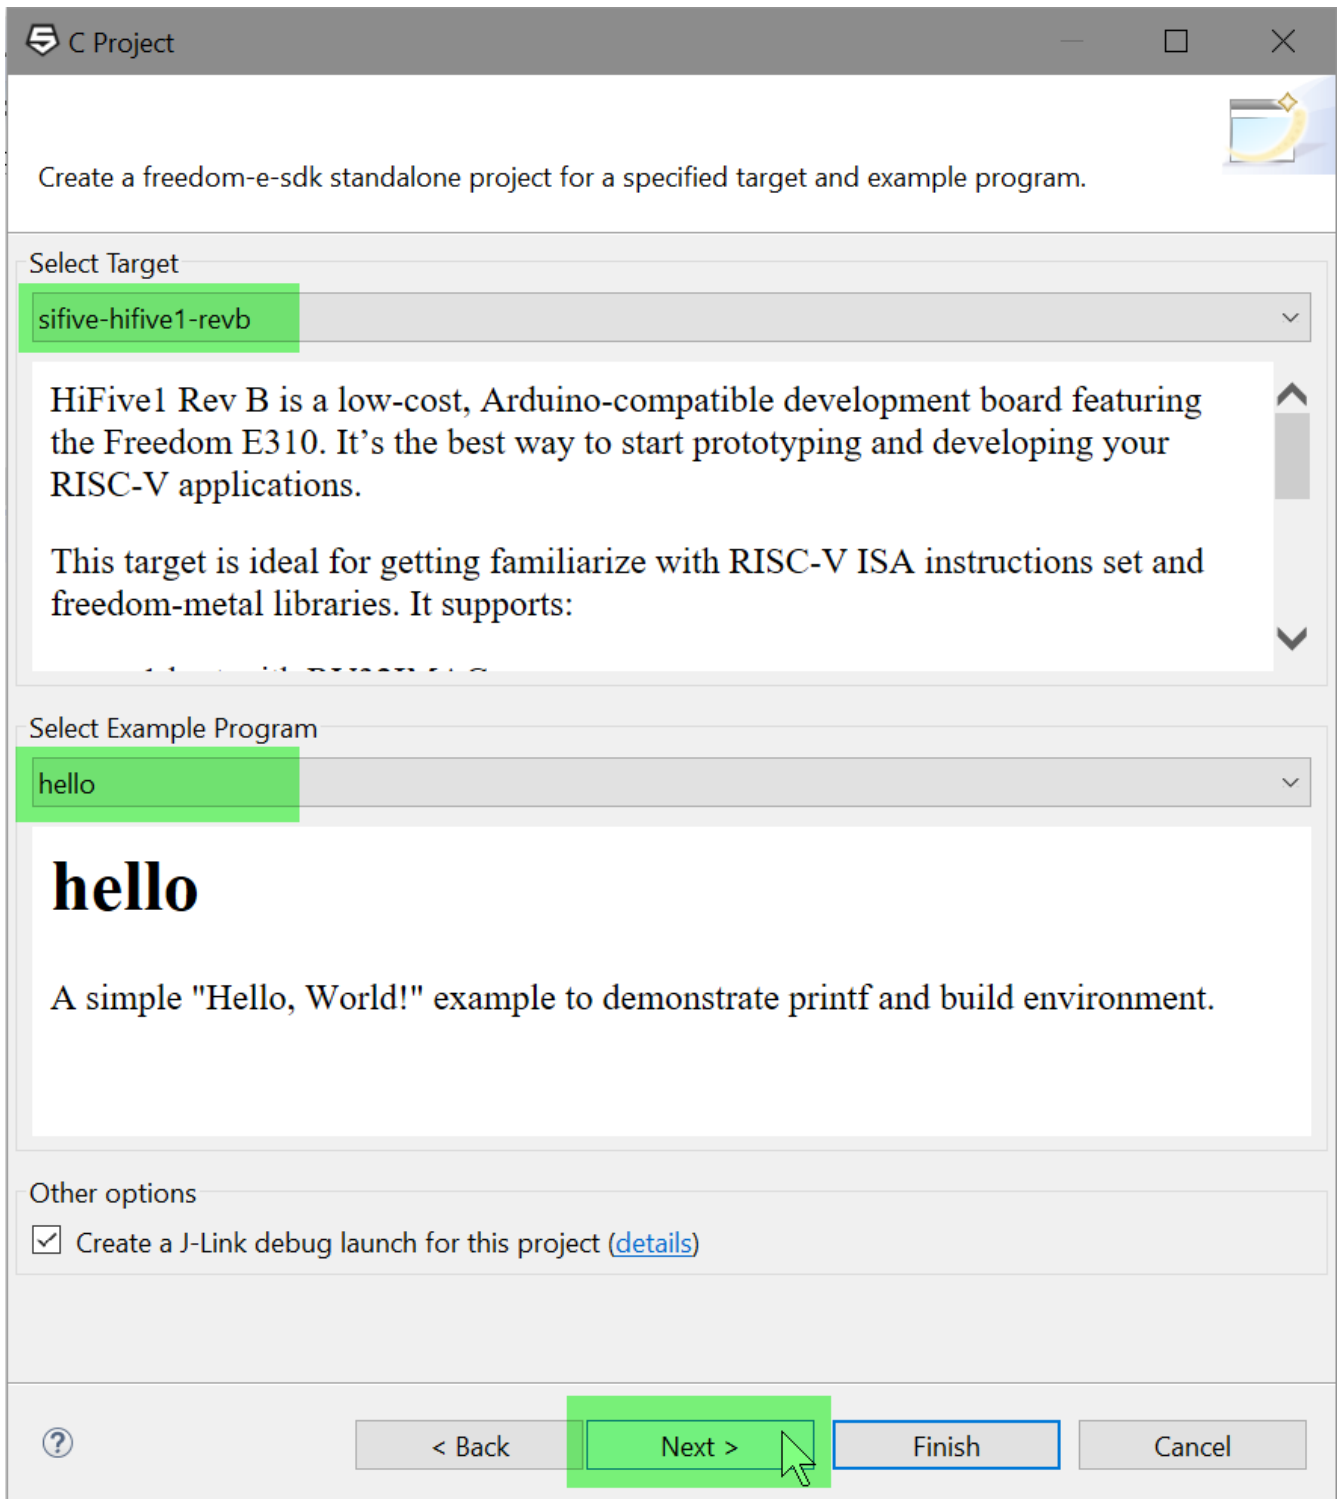 C Project
Create a freedom-e-sdk standalone project for a specified target and example program.
Select Target
sifive-hifive1-revb
HiFive1 Rev B is a low-cost, Arduino-compatible development board featuring
the Freedom E310. It’s the best way to start prototyping and developing your
RISC-V applications.
This target is ideal for getting familiarize with RISC-V ISA instructions set and
freedom-metal libraries. It supports:
Select Example Program
hello
hello
A simple "Hello, World!" example to demonstrate printf and build environment.
Other options
Create a J-Link debug launch for this project (details)
?
< Back
Next >
Finish
Cancel